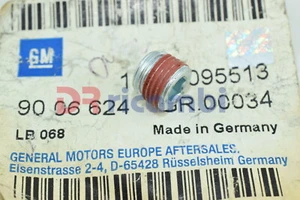 GM
095513
90 06 624
DR.00034
LB 068
Made in Germany
GENERAL MOTORS EUROPE AFTERSALES.
Eisenstrasse 2-4, D-65428 Rüsselsheim Germany